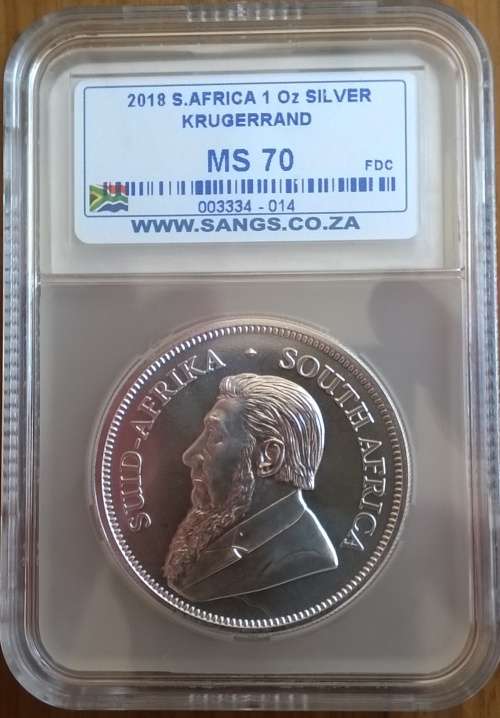 2018 S.AFRICA 1 Oz SILVER
KRUGERRAND
MS 70
FDC
003334 - 014
WWW.SANGS.CO.ZA
SUID-AFRIKA SOUTH AFRICA